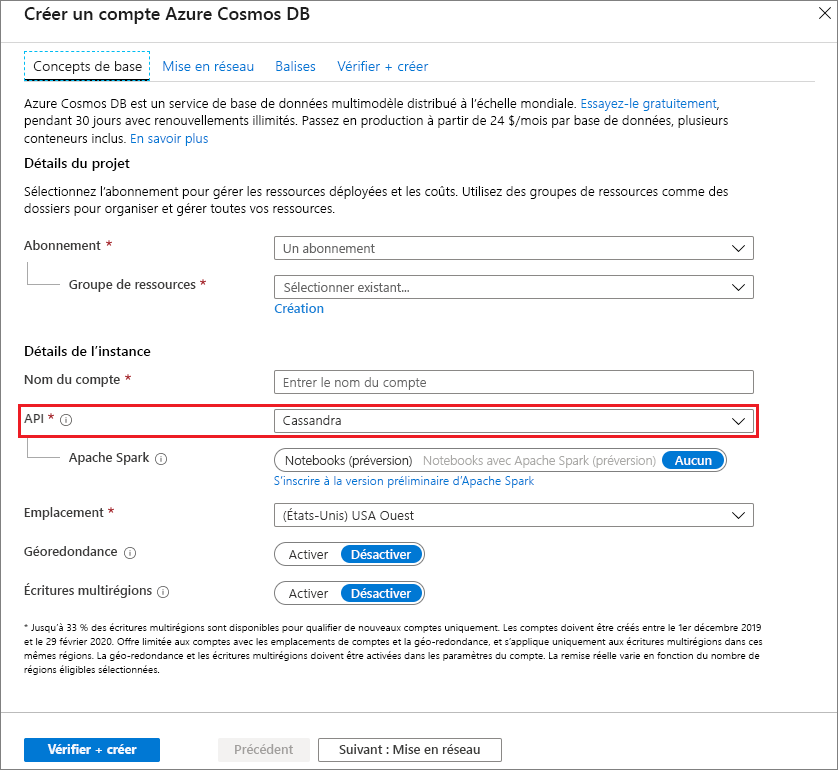 Créer un compte Azure Cosmos DB
Concepts de base Mise en réseau Balises Vérifier + créer
Azure Cosmos DB est un service de base de données multimodèle distribué à l'échelle mondiale. Essayez-le gratuitement,
pendant 30 jours avec renouvellements illimités. Passez en production à partir de 24 $/mois par base de données, plusieurs
conteneurs inclus. En savoir plus
Détails du projet
Sélectionnez l'abonnement pour gérer les ressources déployées et les coûts. Utilisez des groupes de ressources comme des
dossiers pour organiser et gérer toutes vos ressources.
Abonnement * Un abonnement
Groupe de ressources * Sélectionner existant...
Création
Détails de l'instance
Nom du compte * Entrer le nom du compte
API * Cassandra
Apache Spark Notebooks (préversion) Notebooks avec Apache Spark (préversion) Aucun
S'inscrire à la version préliminaire d'Apache Spark
Emplacement * (États-Unis) USA Ouest
Géoredondance Activer Désactiver
Écritures multirégions Activer Désactiver
* Jusqu'à 33 % des écritures multirégions sont disponibles pour qualifier de nouveaux comptes uniquement. Les comptes doivent être créés entre le 1er décembre 2019
et le 29 février 2020. Offre limitée aux comptes avec les emplacements de comptes et la géo-redondance, et s'applique uniquement aux écritures multirégions dans ces
mêmes régions. La géo-redondance et les écritures multirégions doivent être activées dans les paramètres du compte. La remise réelle varie en fonction du nombre de
régions éligibles sélectionnées.
Vérifier + créer Précédent Suivant : Mise en réseau